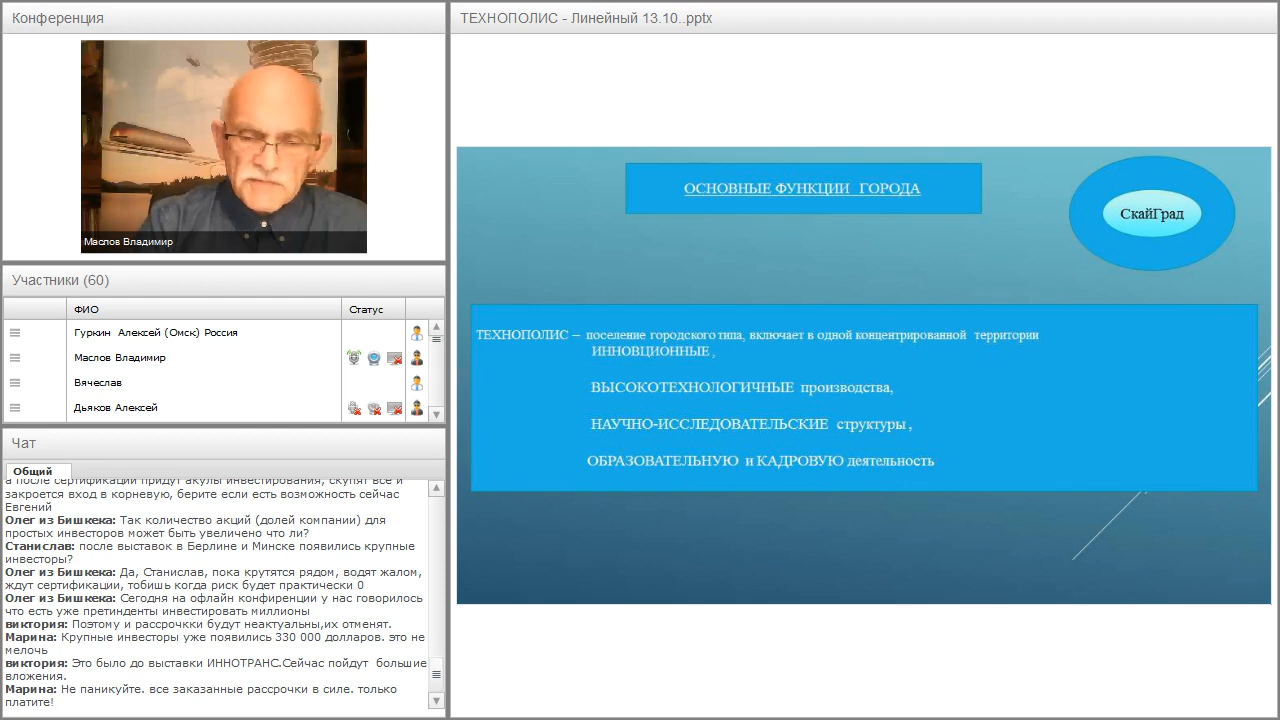 Конференция
Маслов Владимир
Участники (60)
ФИО
Статус
Гуркин Алексей (Омск) Россия
Маслов Владимир
Вячеслав
Дьяков Алексей
Чат
Общий
а после сертификации придут акулы инвестирования, скупят все и
закроется вход в корневую, берите если есть возможность сейчас
Евгений
Олег из Бишкека: Так количество акций (долей компании) для
простых инвесторов может быть увеличено что ли?
Станислав: после выставок в Берлине и Минске появились крупные
инвесторы?
Олег из Бишкека: Да, Станислав, пока крутятся рядом, водят жалом,
ждут сертификации, тобишь когда риск будет практически 0
Олег из Бишкека: Сегодня на офлайн конфиренции у нас говорилось
что есть уже претинденты инвестировать миллионы
виктория: Поэтому и рассрочкки будут неактуальны,их отменят.
Марина: Крупные инвесторы уже появились 330 000 долларов. это не
мелочь
виктория: Это было до выставки ИННОТРАНС.Сейчас пойдут большие
вложения.
Марина: Не паникуйте. все заказанные рассрочки в силе. только
платите!
ТЕХНОПОЛИС - Линейный 13.10..pptx
ОСНОВНЫЕ ФУНКЦИИ ГОРОДА
СкайГрад
ТЕХНОПОЛИС – поселение городского типа, включает в одной концентрированной территории
ИННОВЦИОННЫЕ ,
ВЫСОКОТЕХНОЛОГИЧНЫЕ производства,
НАУЧНО-ИССЛЕДОВАТЕЛЬСКИЕ структуры ,
ОБРАЗОВАТЕЛЬНУЮ и КАДРОВУЮ деятельность